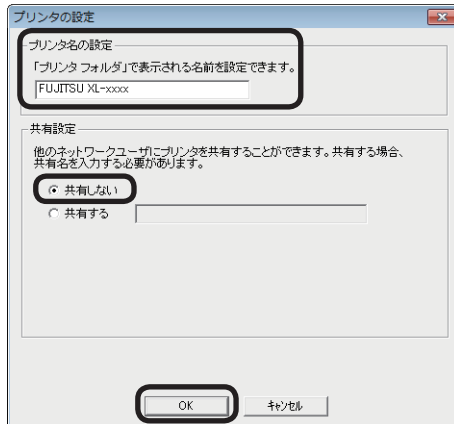 プリンタの設定
プリンタ名の設定
「プリンタ フォルダ」で表示される名前を設定できます。
FUJITSU XL-xxxx
共有設定
他のネットワークユーザにプリンタを共有することができます。共有する場合、
共有名を入力する必要があります。
共有しない
共有する
OK
キャンセル